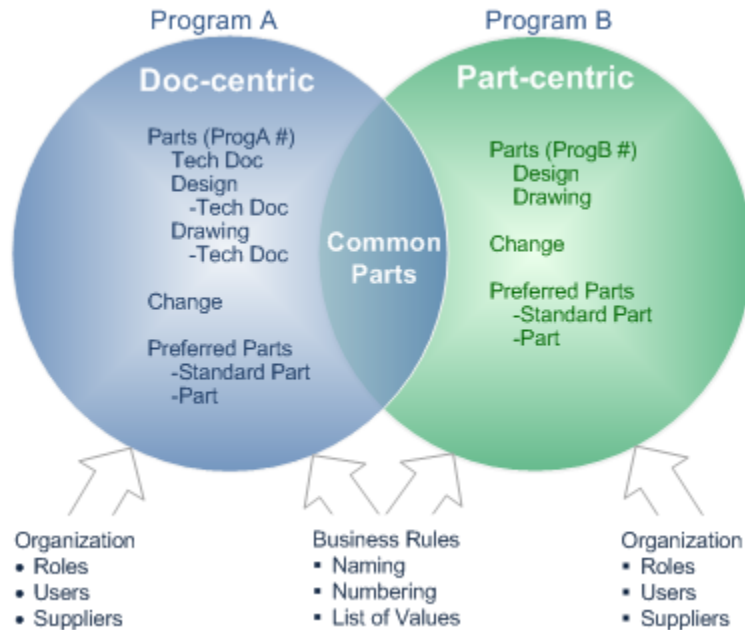 Program A
Program B
Doc-centric
Part-centric
Parts (ProgA #)
Tech Doc
Design
-Tech Doc
Drawing
-Tech Doc
Change
Preferred Parts
-Standard Part
-Part
Common
Parts
Parts (ProgB #)
Design
Drawing
Change
Preferred Parts
-Standard Part
-Part
Organization
• Roles
• Users
• Suppliers
Business Rules
▪ Naming
▪ Numbering
▪ List of Values
Organization
▪ Roles
▪ Users
▪ Suppliers